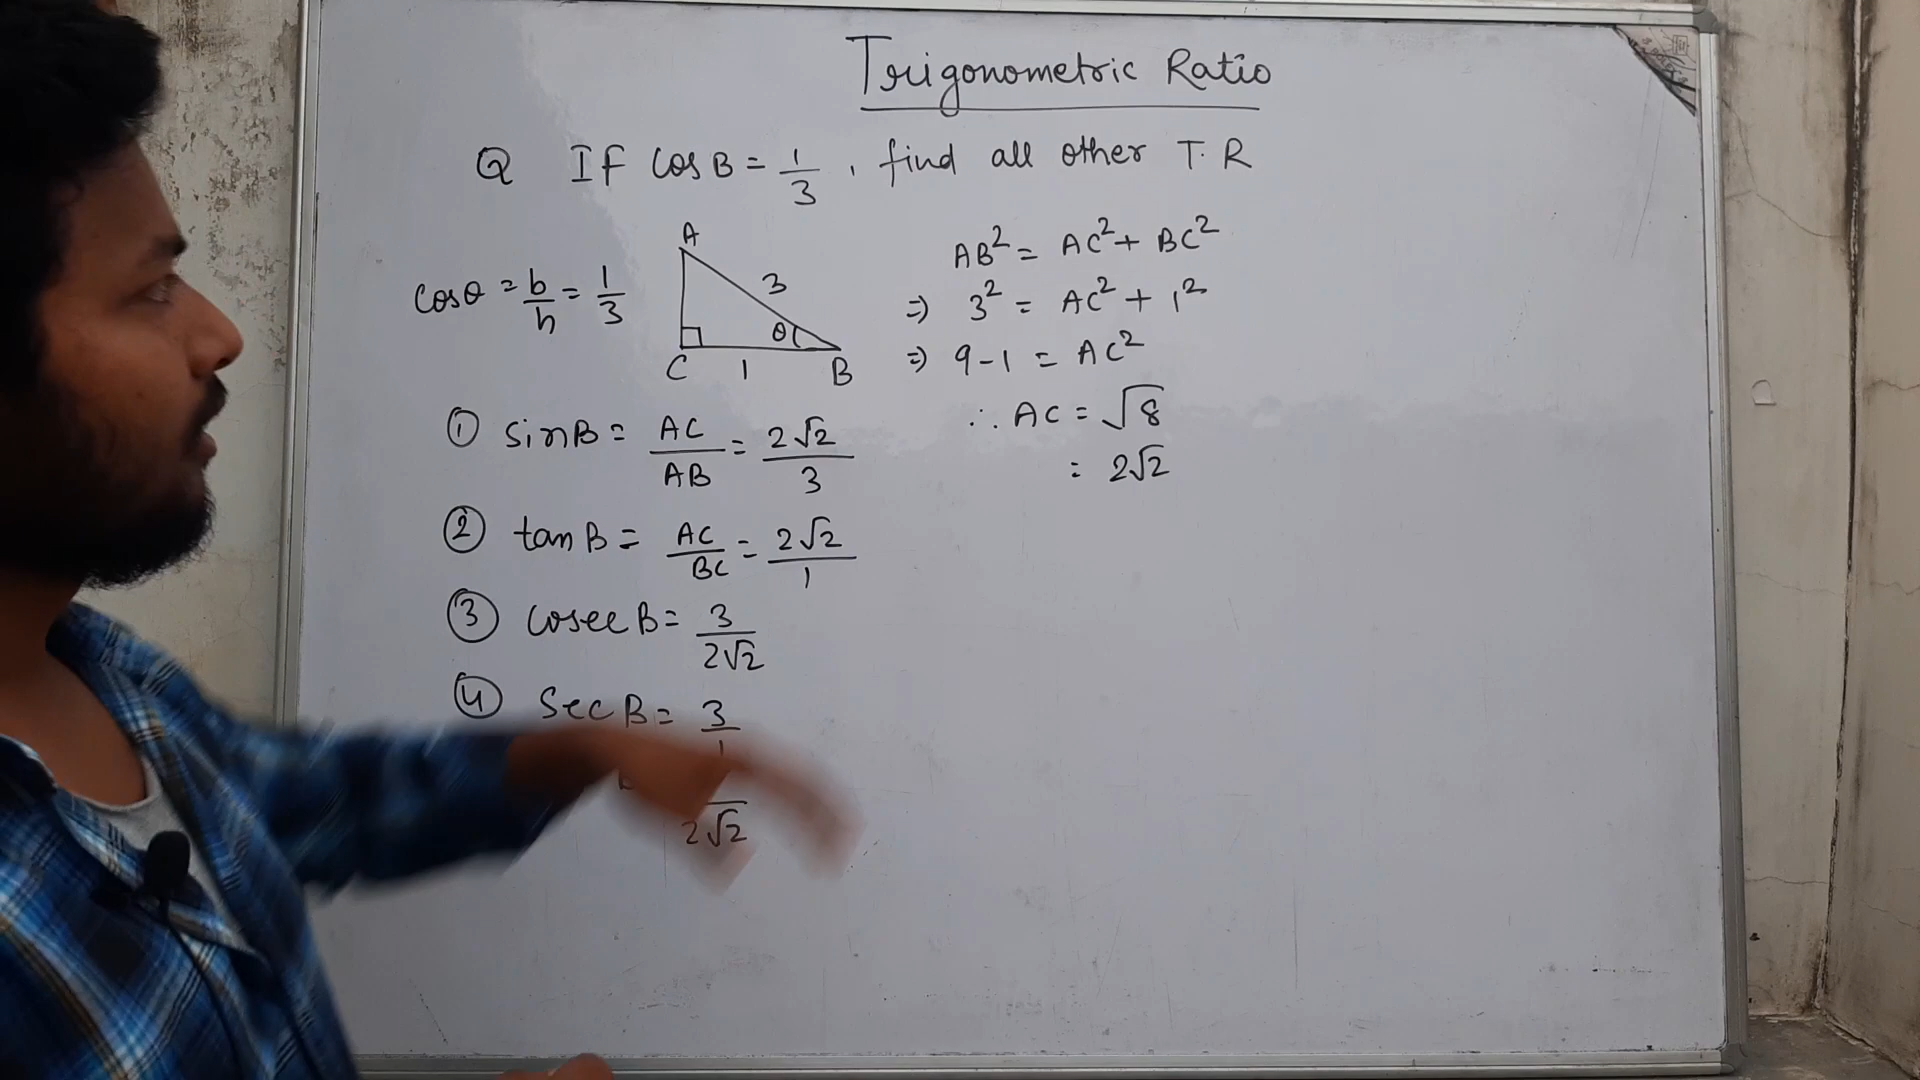 Trigonometric Ratio
Q If cos B = 1/3 , find all other T.R
cosθ = b/h = 1/3
A
3
θ
C 1 B
AB² = AC² + BC²
⇒ 3² = AC² + 1²
⇒ 9 - 1 = AC²
∴ AC = √8
= 2√2
① sinB = AC/AB = 2√2/3
② tan B = AC/BC = 2√2/1
③ cosec B = 3/2√2
④ Sec B = 3/1
2√2